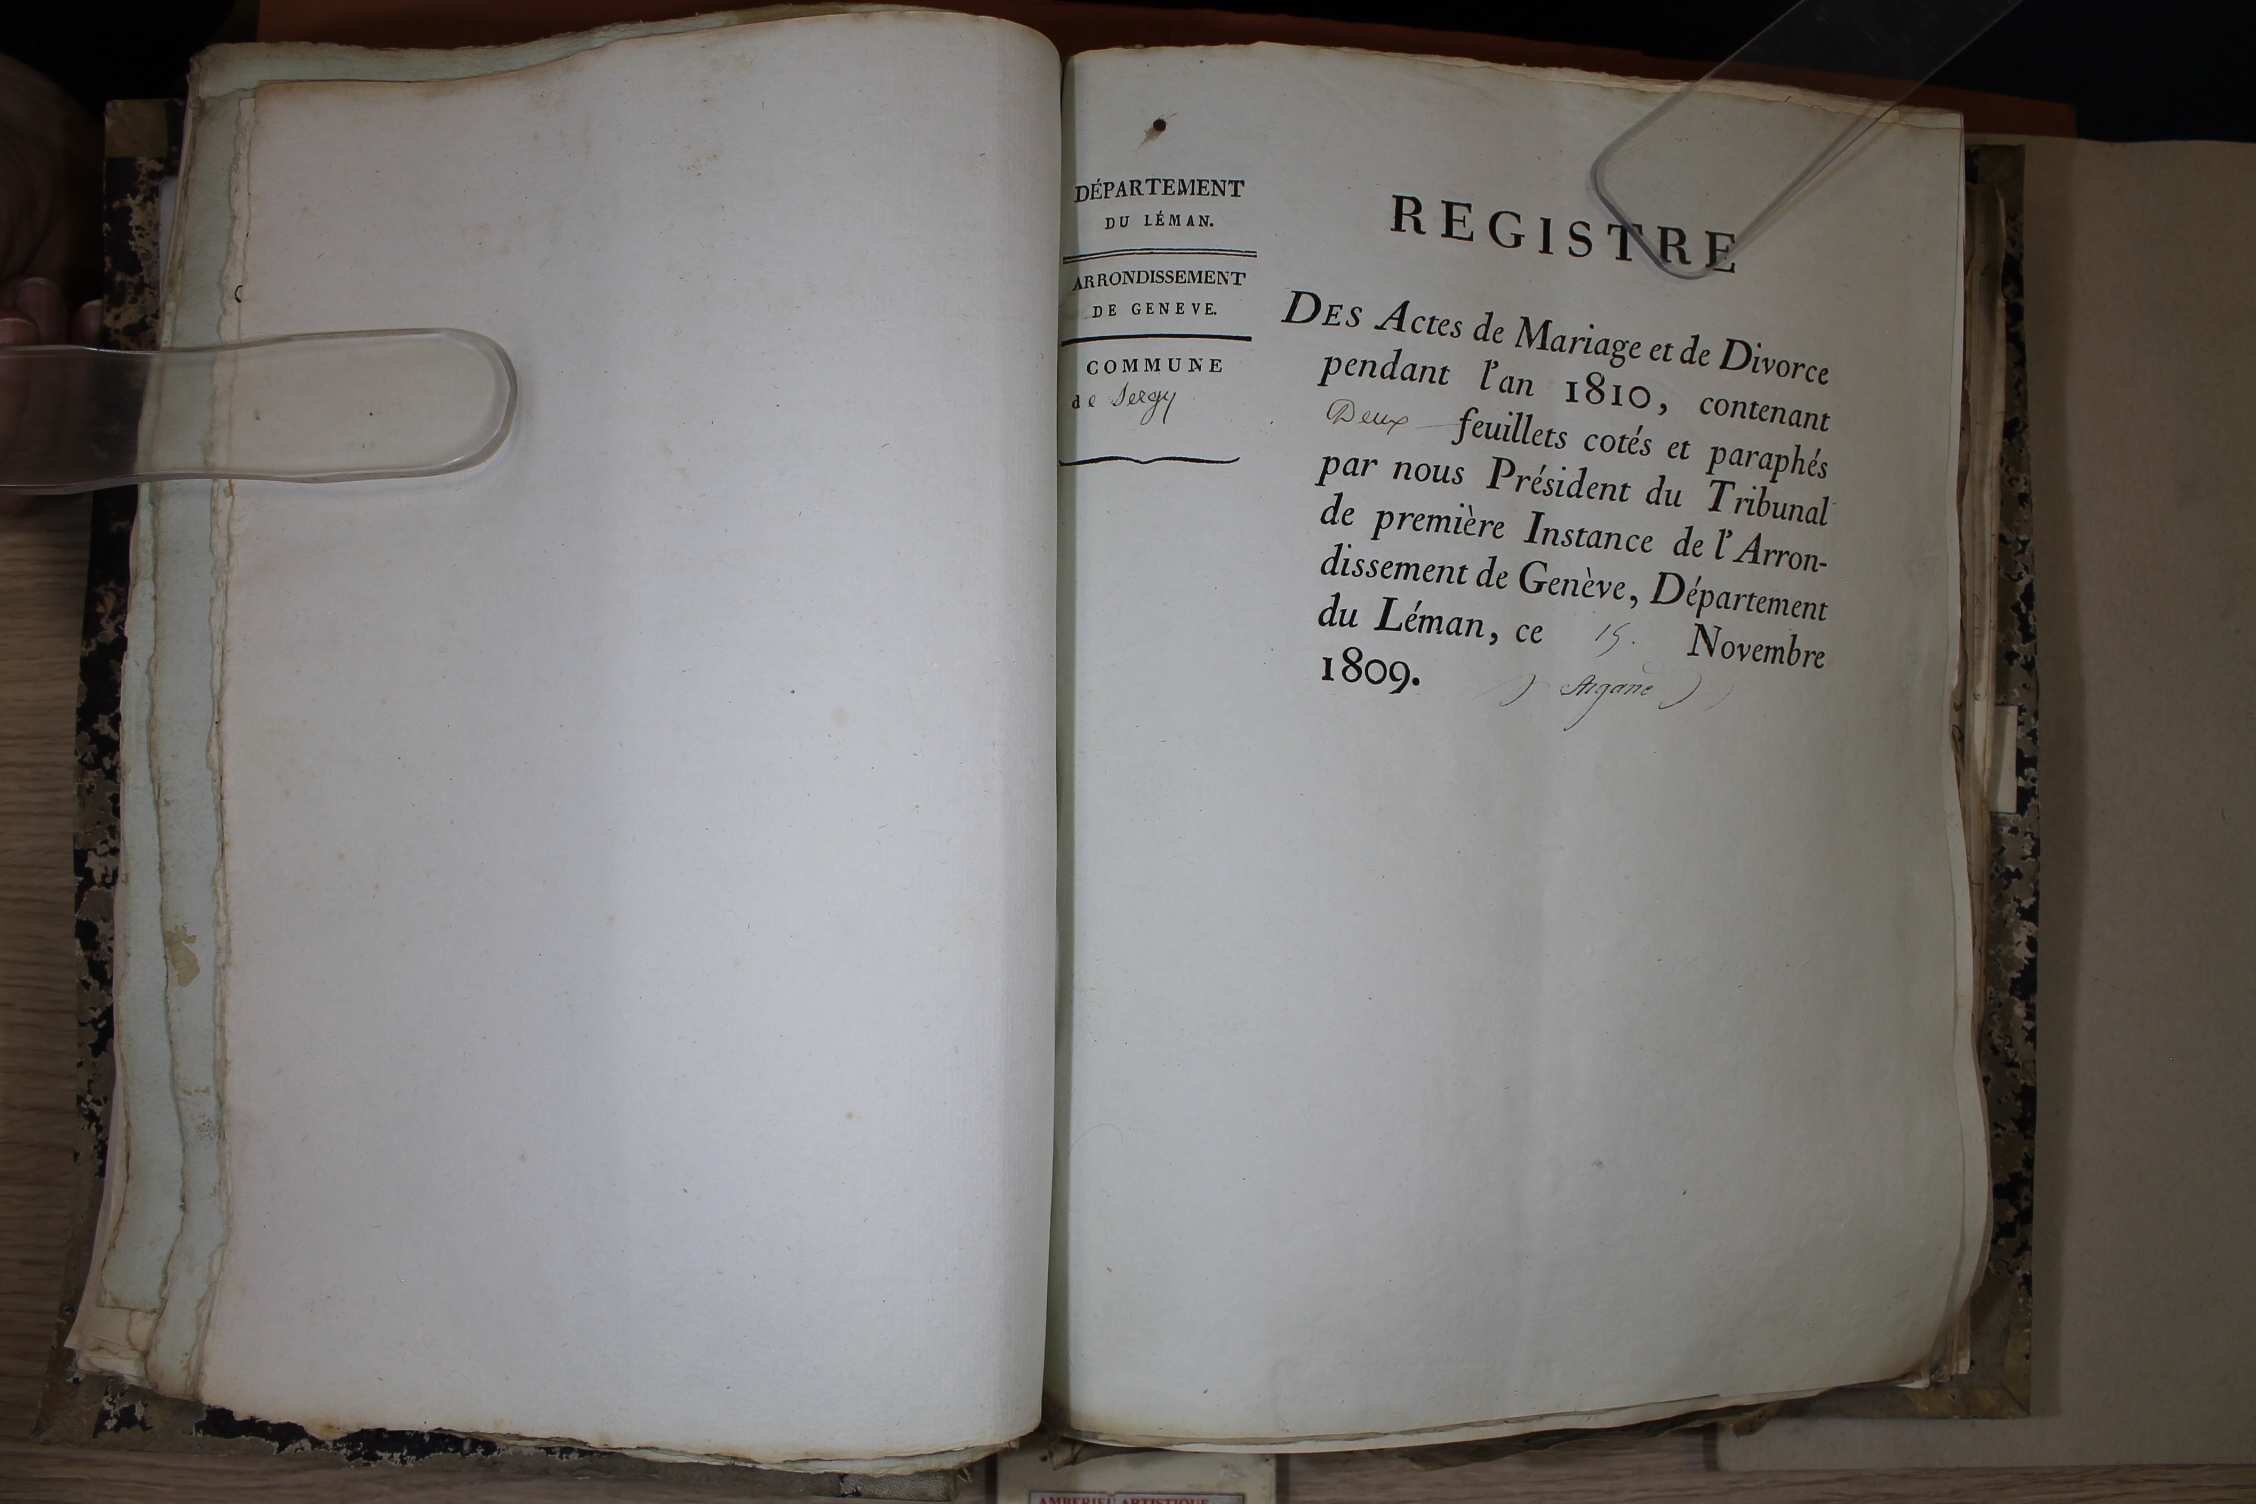 DÉPARTEMENT
DU LÉMAN.
ARRONDISSEMENT
DE GENEVE.
COMMUNE
de Sergy
REGISTRE
DES Actes de Mariage et de Divorce
pendant l'an 1810, contenant
Deux feuillets cotés et paraphés
par nous Président du Tribunal
de première Instance de l'Arron-
dissement de Genève, Département
du Léman, ce 15. Novembre
1809.
AMBERIEU ARTISTIQUE